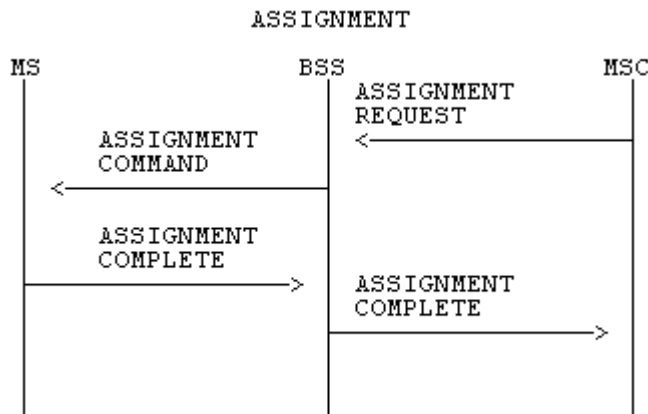 ASSIGNMENT
MS BSS MSC
ASSIGNMENT
REQUEST
ASSIGNMENT
COMMAND
ASSIGNMENT
COMPLETE
ASSIGNMENT
COMPLETE